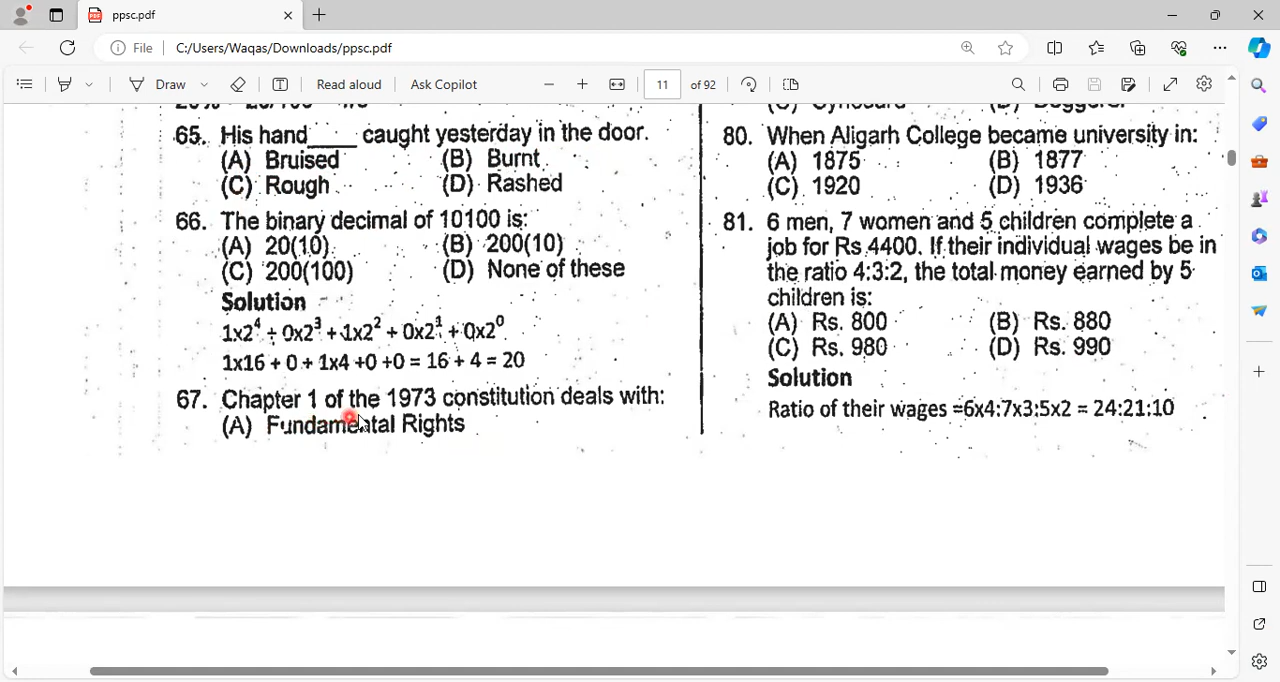 ppsc.pdf
File
C:/Users/Waqas/Downloads/ppsc.pdf
Draw
Read aloud
Ask Copilot
11
of 92
65. His hand____ caught yesterday in the door.
(A) Bruised (B) Burnt
(C) Rough (D) Rashed
66. The binary decimal of 10100 is:
(A) 20(10) (B) 200(10)
(C) 200(100) (D) None of these
Solution
1x2⁴ + 0x2³ + 1x2² + 0x2¹ + 0x2⁰
1x16 + 0 + 1x4 +0 +0 = 16 + 4 = 20
67. Chapter 1 of the 1973 constitution deals with:
(A) Fundamental Rights
80. When Aligarh College became university in:
(A) 1875 (B) 1877
(C) 1920 (D) 1936
81. 6 men, 7 women and 5 children complete a
job for Rs.4400. If their individual wages be in
the ratio 4:3:2, the total money earned by 5
children is:
(A) Rs. 800 (B) Rs. 880
(C) Rs. 980 (D) Rs. 990
Solution
Ratio of their wages =6x4:7x3:5x2 = 24:21:10